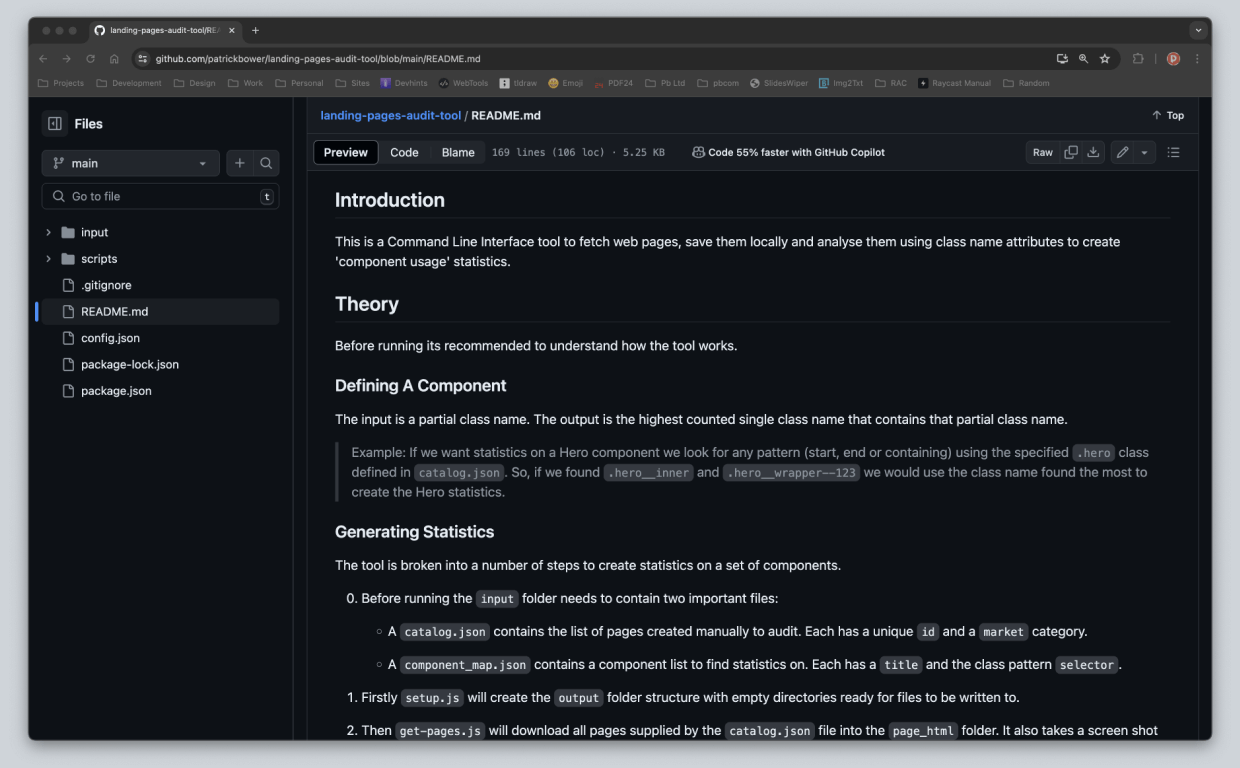 landing-pages-audit-tool/REA
github.com/patrickbower/landing-pages-audit-tool/blob/main/README.md
Projects Development Design Work Personal Sites Devhints WebTools tldraw Emoji PDF24 Pb Ltd pbcom SlidesWiper Img2Txt RAC Raycast Manual Random
Files
landing-pages-audit-tool / README.md
Top
main
Preview Code Blame 169 lines (106 loc) · 5.25 KB Code 55% faster with GitHub Copilot Raw
Go to file t
input
scripts
.gitignore
README.md
config.json
package-lock.json
package.json
Introduction
This is a Command Line Interface tool to fetch web pages, save them locally and analyse them using class name attributes to create
'component usage' statistics.
Theory
Before running its recommended to understand how the tool works.
Defining A Component
The input is a partial class name. The output is the highest counted single class name that contains that partial class name.
Example: If we want statistics on a Hero component we look for any pattern (start, end or containing) using the specified .hero class
defined in catalog.json. So, if we found .hero__inner and .hero__wrapper--123 we would use the class name found the most to
create the Hero statistics.
Generating Statistics
The tool is broken into a number of steps to create statistics on a set of components.
0. Before running the input folder needs to contain two important files:
○ A catalog.json contains the list of pages created manually to audit. Each has a unique id and a market category.
○ A component_map.json contains a component list to find statistics on. Each has a title and the class pattern selector.
1. Firstly setup.js will create the output folder structure with empty directories ready for files to be written to.
2. Then get-pages.js will download all pages supplied by the catalog.json file into the page_html folder. It also takes a screen shot